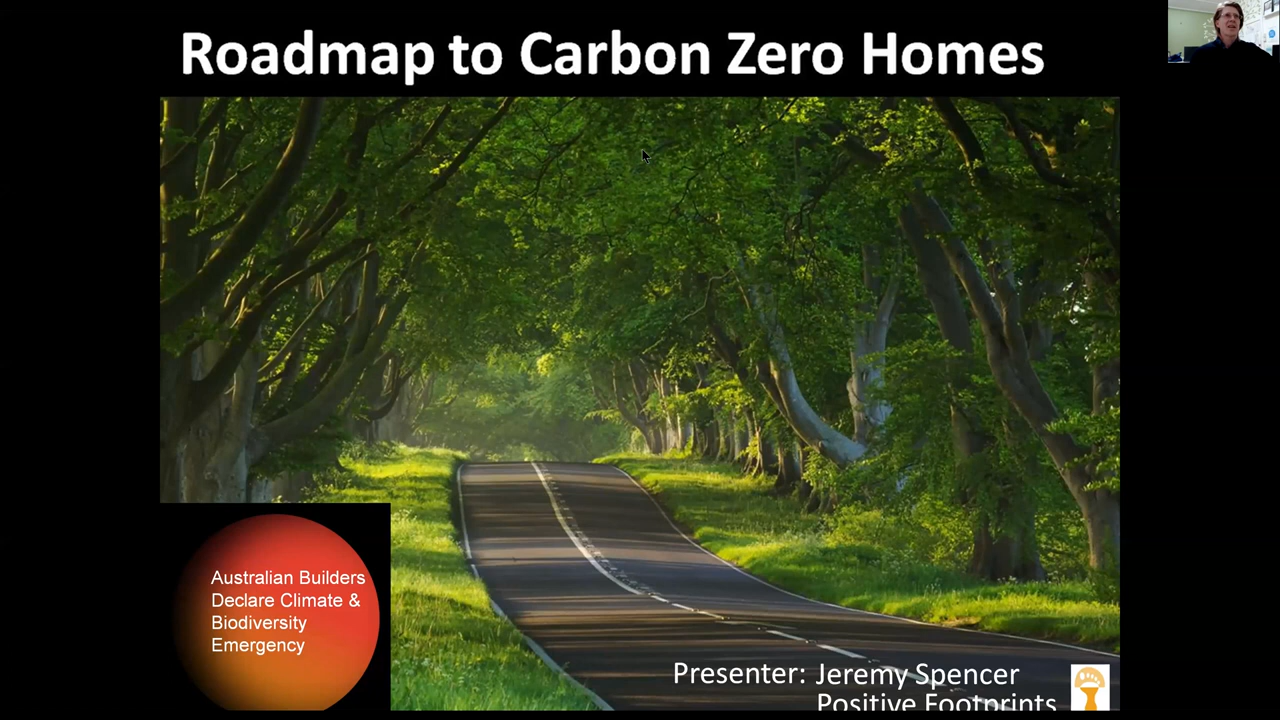 Roadmap to Carbon Zero Homes
Australian Builders
Declare Climate &
Biodiversity
Emergency
Presenter: Jeremy Spencer
Positive Footprints